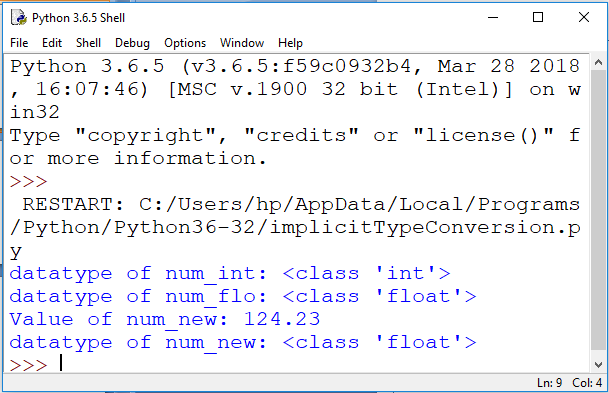 Python 3.6.5 Shell
File Edit Shell Debug Options Window Help
Python 3.6.5 (v3.6.5:f59c0932b4, Mar 28 2018
, 16:07:46) [MSC v.1900 32 bit (Intel)] on w
in32
Type "copyright", "credits" or "license()" f
or more information.
>>>
 RESTART: C:/Users/hp/AppData/Local/Programs
/Python/Python36-32/implicitTypeConversion.p
y
datatype of num_int: <class 'int'>
datatype of num_flo: <class 'float'>
Value of num_new: 124.23
datatype of num_new: <class 'float'>
>>>
Ln: 9 Col: 4